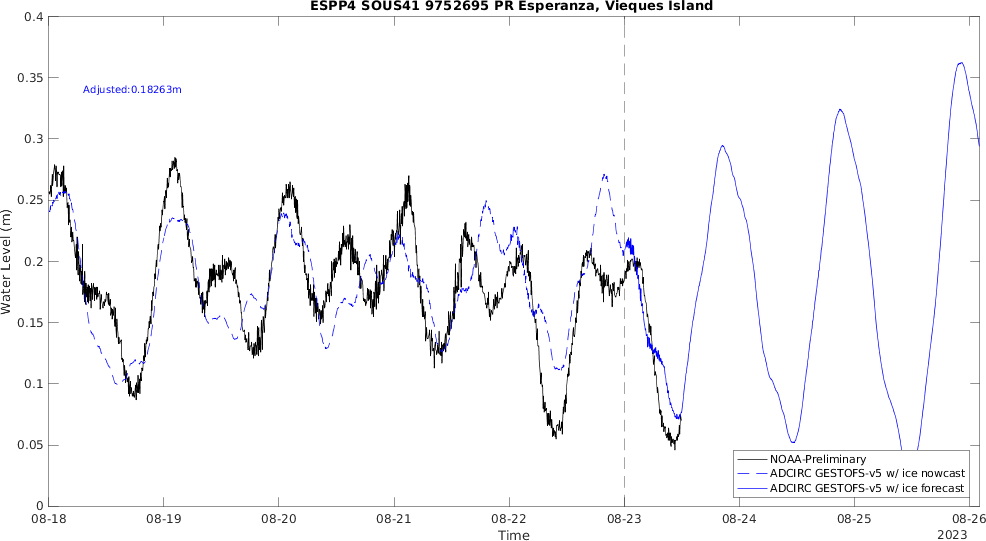 ESPP4 SOUS41 9752695 PR Esperanza, Vieques Island
0.4
0.35
0.3
0.25
0.2
0.15
0.1
0.05
0
Water Level (m)
Adjusted:0.18263m
NOAA-Preliminary
ADCIRC GESTOFS-v5 w/ ice nowcast
ADCIRC GESTOFS-v5 w/ ice forecast
08-18 08-19 08-20 08-21 08-22 08-23 08-24 08-25 08-26
Time
2023